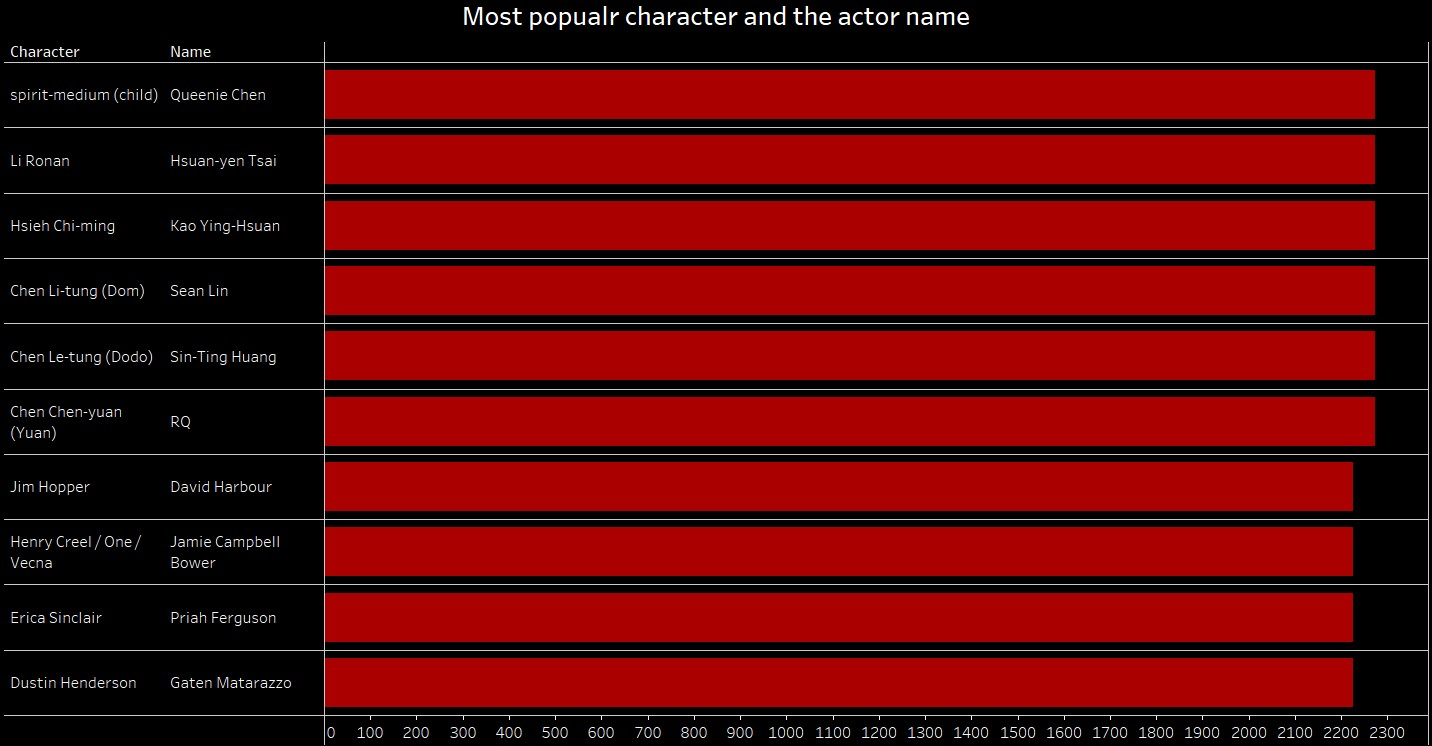 Most popualr character and the actor name
Character Name
spirit-medium (child) Queenie Chen
Li Ronan Hsuan-yen Tsai
Hsieh Chi-ming Kao Ying-Hsuan
Chen Li-tung (Dom) Sean Lin
Chen Le-tung (Dodo) Sin-Ting Huang
Chen Chen-yuan
(Yuan)
RQ
Jim Hopper David Harbour
Henry Creel / One /
Vecna
Jamie Campbell
Bower
Erica Sinclair Priah Ferguson
Dustin Henderson Gaten Matarazzo
0 100 200 300 400 500 600 700 800 900 1000 1100 1200 1300 1400 1500 1600 1700 1800 1900 2000 2100 2200 2300